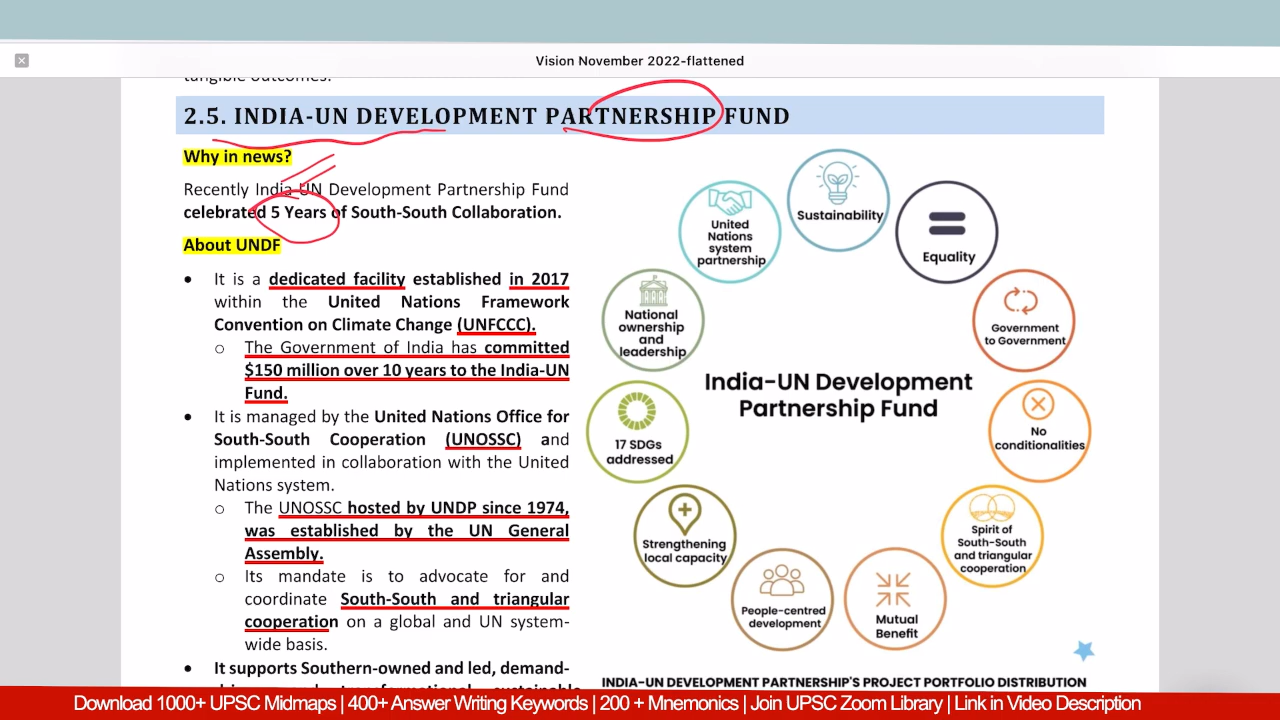 Vision November 2022-flattened
tangible outcomes.
2.5. INDIA-UN DEVELOPMENT PARTNERSHIP FUND
Why in news?
Recently India-UN Development Partnership Fund
celebrated 5 Years of South-South Collaboration.
About UNDF
• It is a dedicated facility established in 2017
within the United Nations Framework
Convention on Climate Change (UNFCCC).
o The Government of India has committed
$150 million over 10 years to the India-UN
Fund.
• It is managed by the United Nations Office for
South-South Cooperation (UNOSSC) and
implemented in collaboration with the United
Nations system.
o The UNOSSC hosted by UNDP since 1974,
was established by the UN General
Assembly.
o Its mandate is to advocate for and
coordinate South-South and triangular
cooperation on a global and UN system-
wide basis.
• It supports Southern-owned and led, demand-
Sustainability
United
Nations
system
partnership
Equality
National
ownership
and
leadership
Government
to Government
India-UN Development
Partnership Fund
17 SDGs
addressed
No
conditionalities
Strengthening
local capacity
Spirit of
South-South
and triangular
cooperation
People-centred
development
Mutual
Benefit
INDIA-UN DEVELOPMENT PARTNERSHIP'S PROJECT PORTFOLIO DISTRIBUTION
Download 1000+ UPSC Midmaps | 400+ Answer Writing Keywords | 200 + Mnemonics | Join UPSC Zoom Library | Link in Video Description